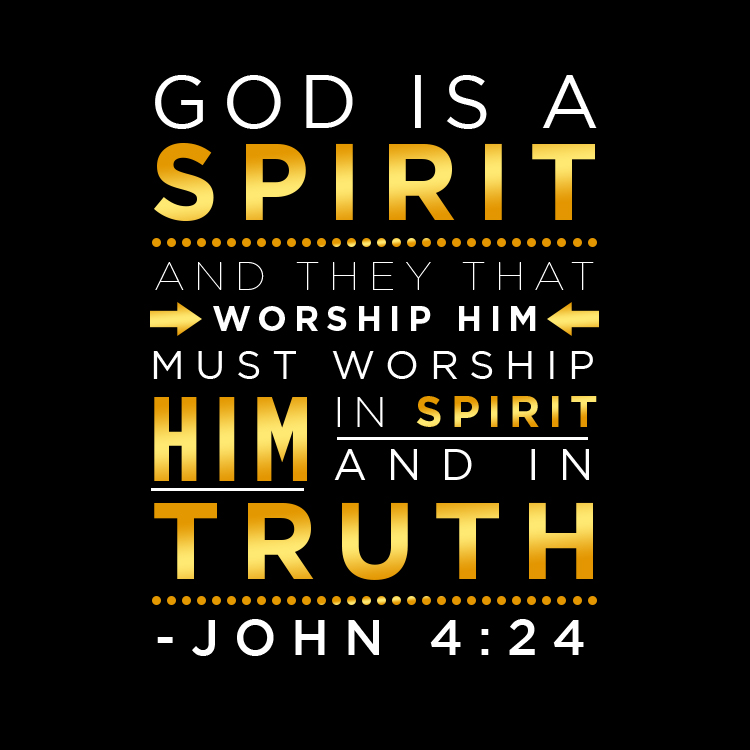 GOD IS A
SPIRIT
AND THEY THAT
WORSHIP HIM
MUST WORSHIP
HIM
IN SPIRIT
AND IN
TRUTH
-JOHN 4:24